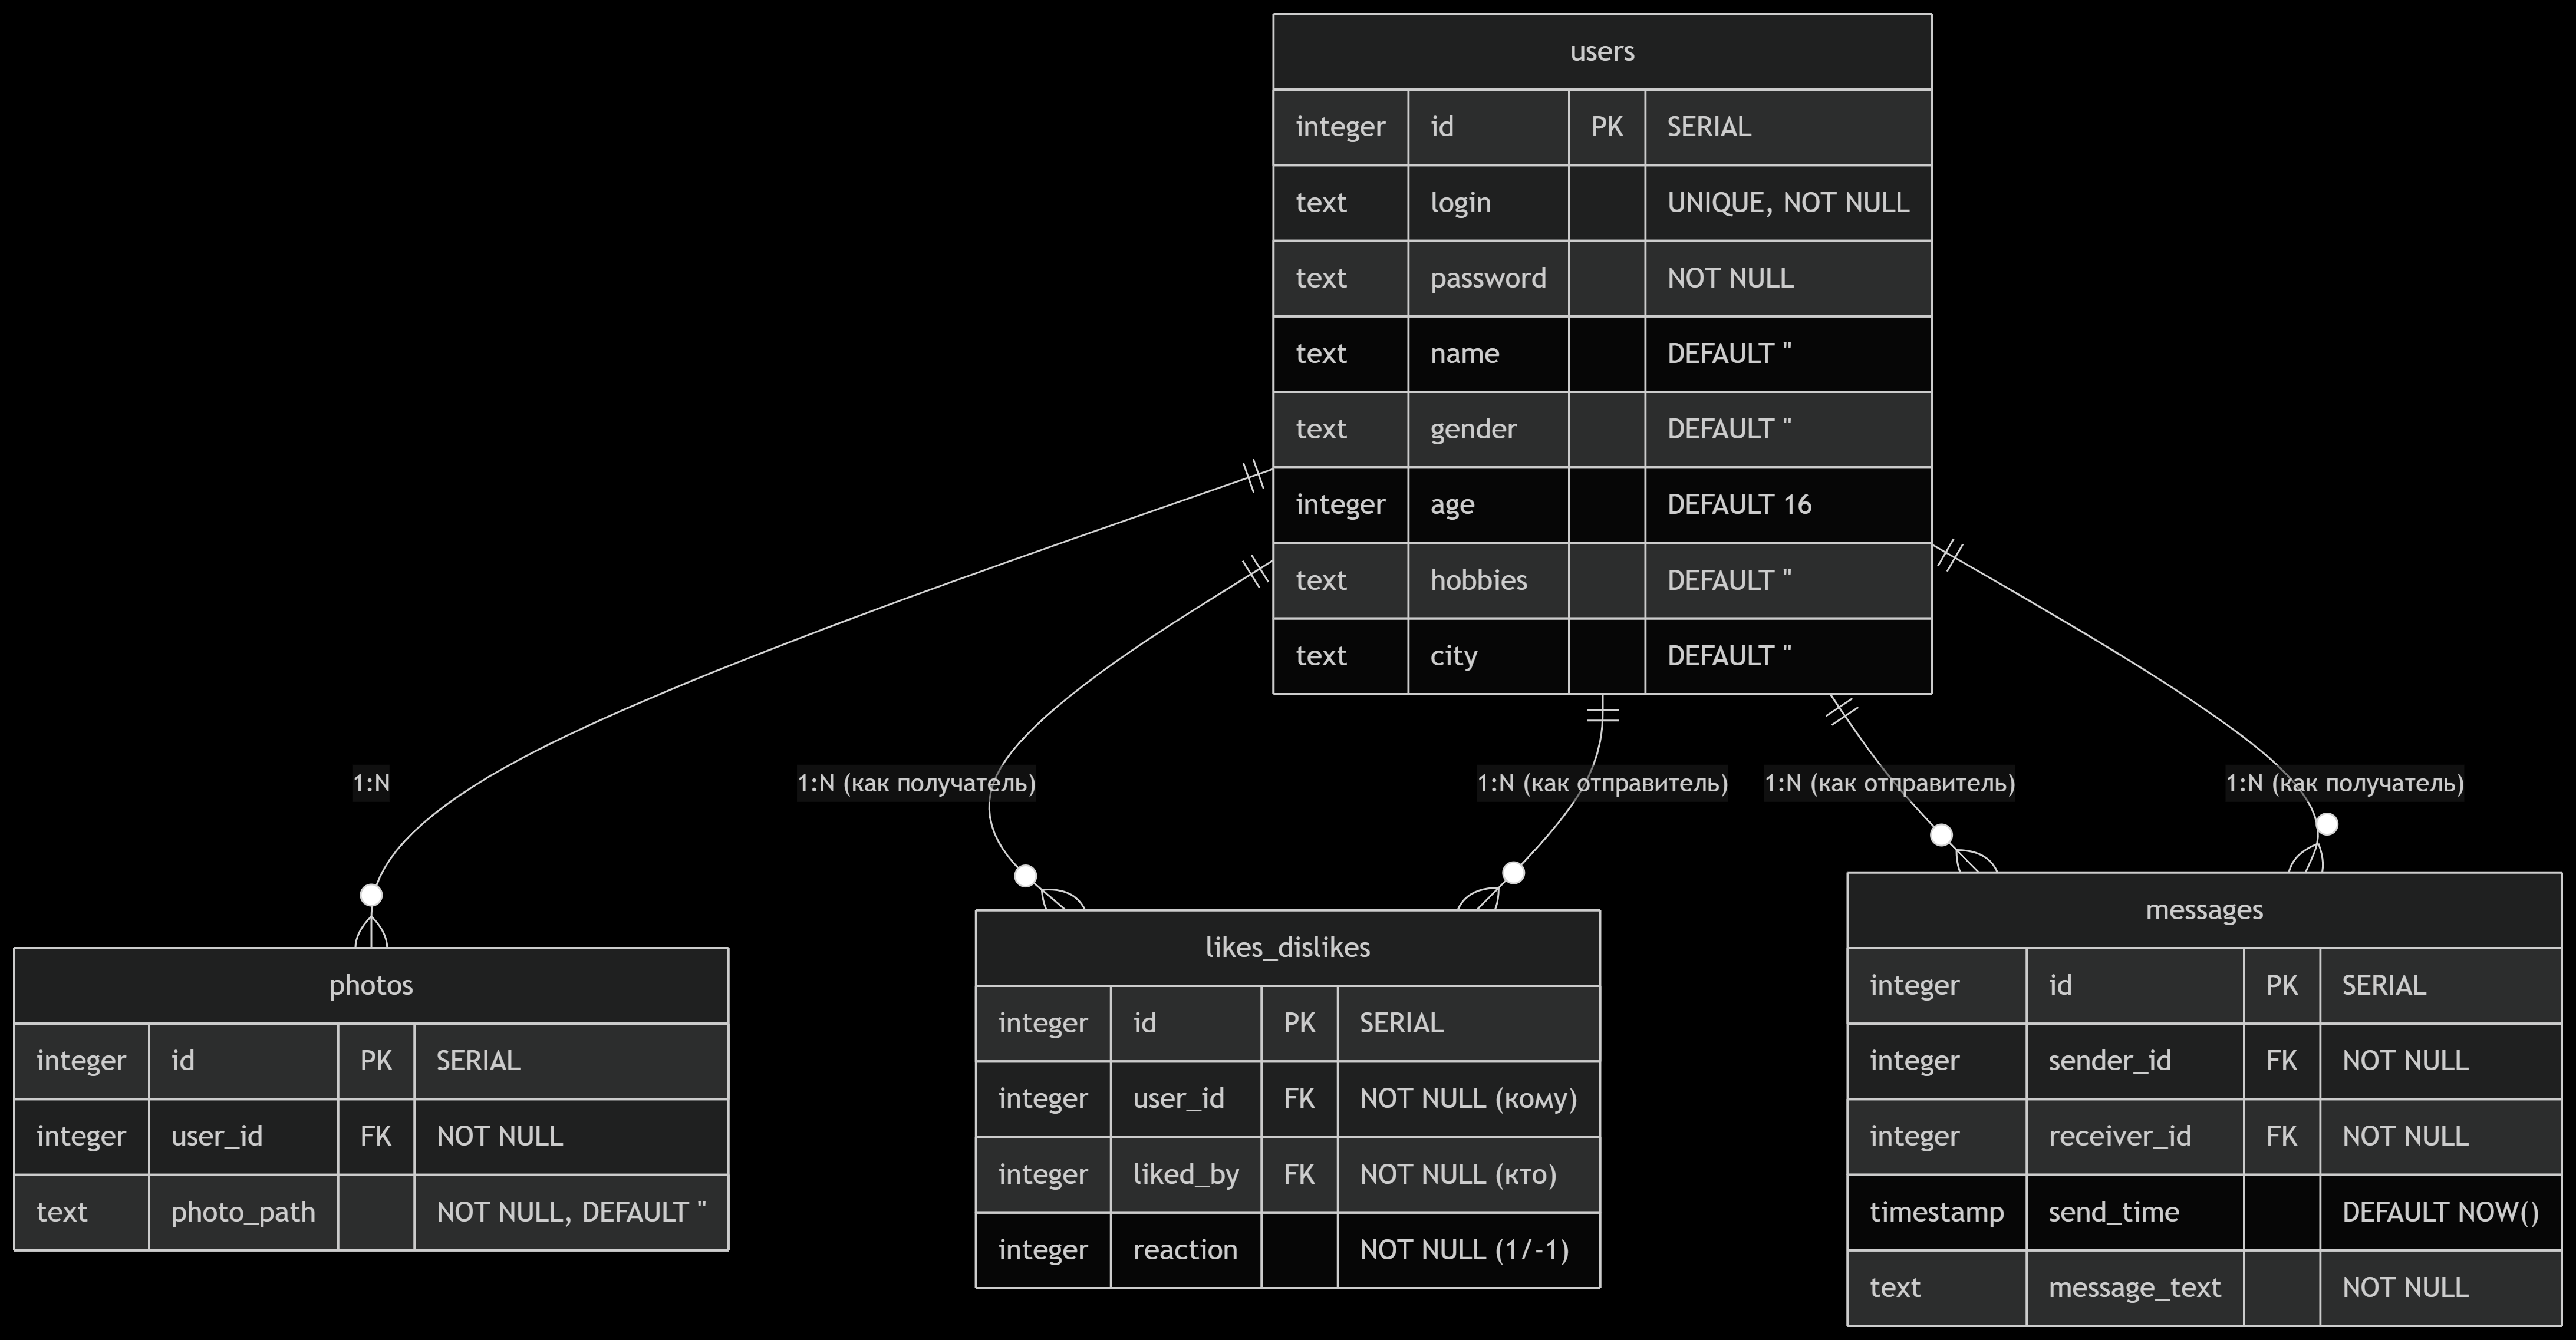 users
integer id PK SERIAL
text login UNIQUE, NOT NULL
text password NOT NULL
text name DEFAULT "
text gender DEFAULT "
integer age DEFAULT 16
text hobbies DEFAULT "
text city DEFAULT "
1:N
1:N (как получатель)
1:N (как отправитель)
1:N (как отправитель)
1:N (как получатель)
photos
integer id PK SERIAL
integer user_id FK NOT NULL
text photo_path NOT NULL, DEFAULT "
likes_dislikes
integer id PK SERIAL
integer user_id FK NOT NULL (кому)
integer liked_by FK NOT NULL (кто)
integer reaction NOT NULL (1/-1)
messages
integer id PK SERIAL
integer sender_id FK NOT NULL
integer receiver_id FK NOT NULL
timestamp send_time DEFAULT NOW()
text message_text NOT NULL